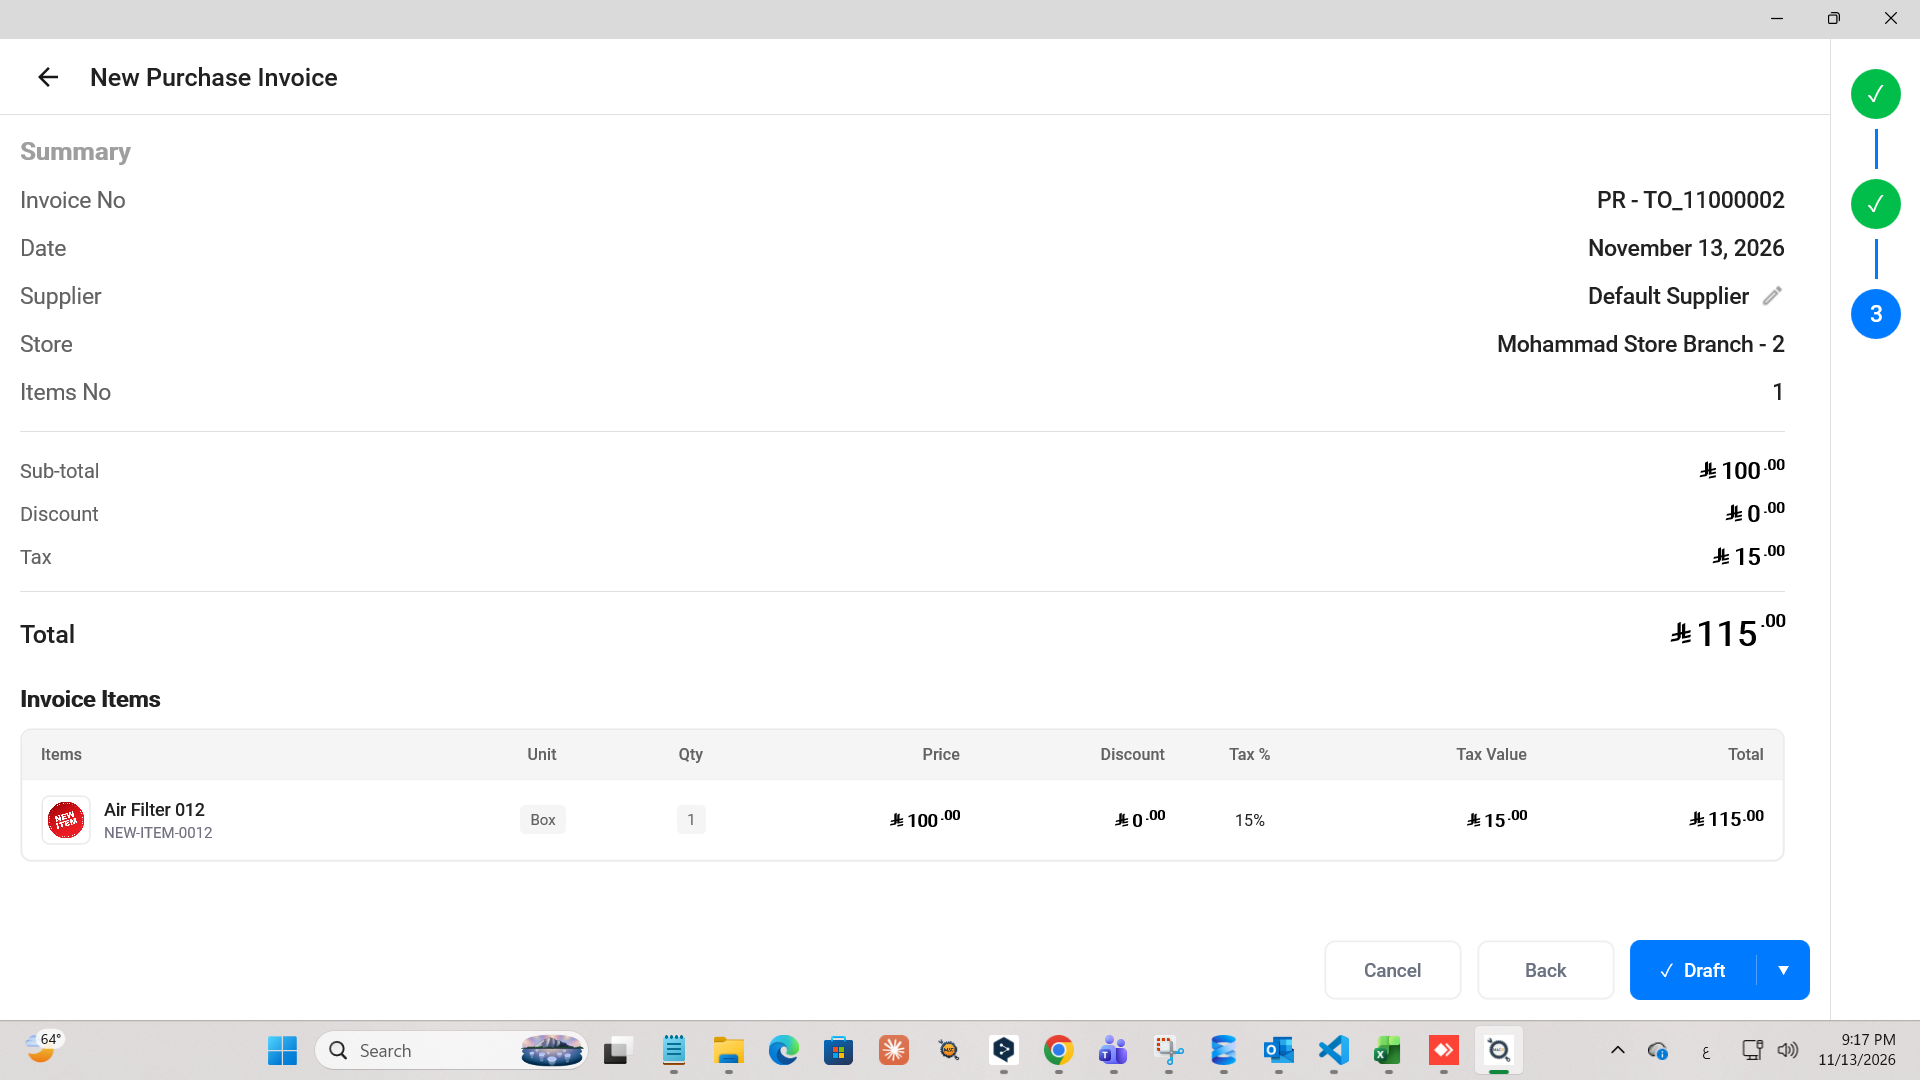 New Purchase Invoice
✓
Summary
Invoice No PR - TO_11000002
Date November 13, 2026
✓
Supplier Default Supplier
3
Store Mohammad Store Branch - 2
Items No 1
Sub-total 100.00
Discount 0.00
Tax 15.00
Total 115.00
Invoice Items
Items Unit Qty Price Discount Tax % Tax Value Total
NEW ITEM
Air Filter 012 Box 1 100.00 0.00 15% 15.00 115.00
NEW-ITEM-0012
Cancel Back ✓ Draft ▼
64° Search ع 9:17 PM
11/13/2026